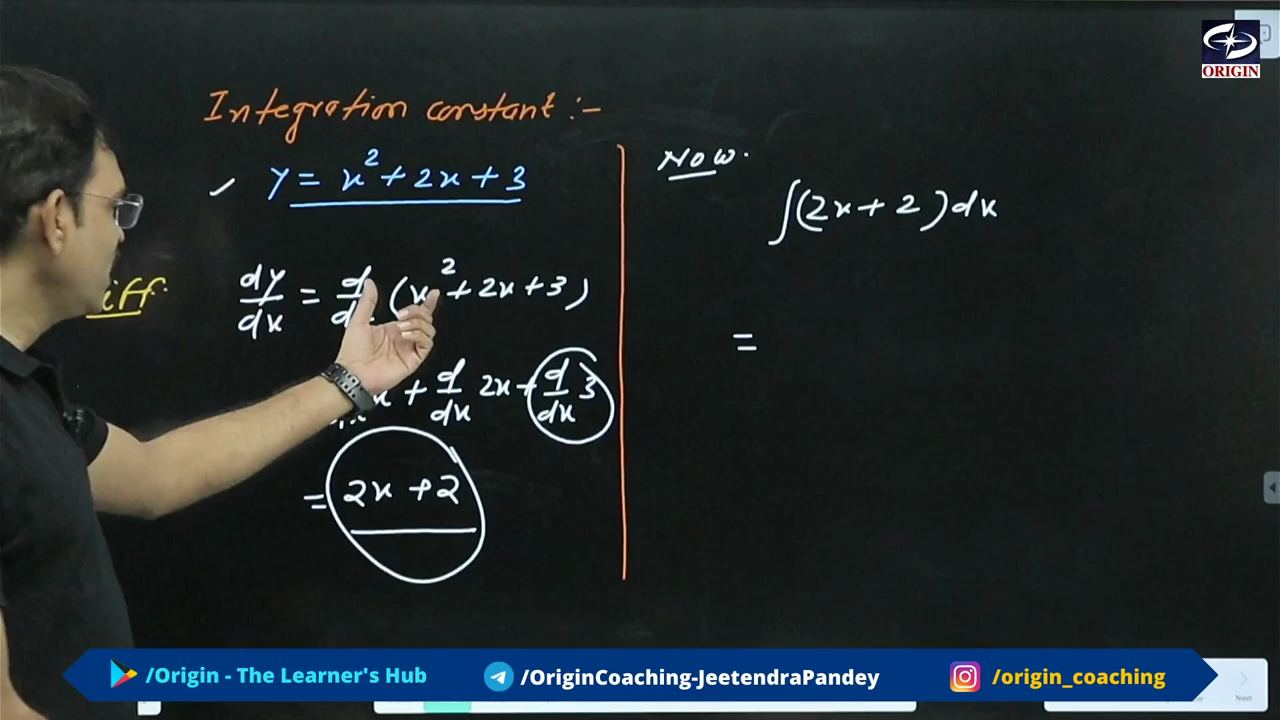 ORIGIN
Integration constant :-
✓ Y = x² + 2x + 3
iff
dy/dx = d/d (x² + 2x + 3)
x + d/dx 2x + d/dx 3
= 2x + 2
Now.
∫(2x + 2)dx
=
/Origin - The Learner's Hub
/OriginCoaching-JeetendraPandey
/origin_coaching
Next